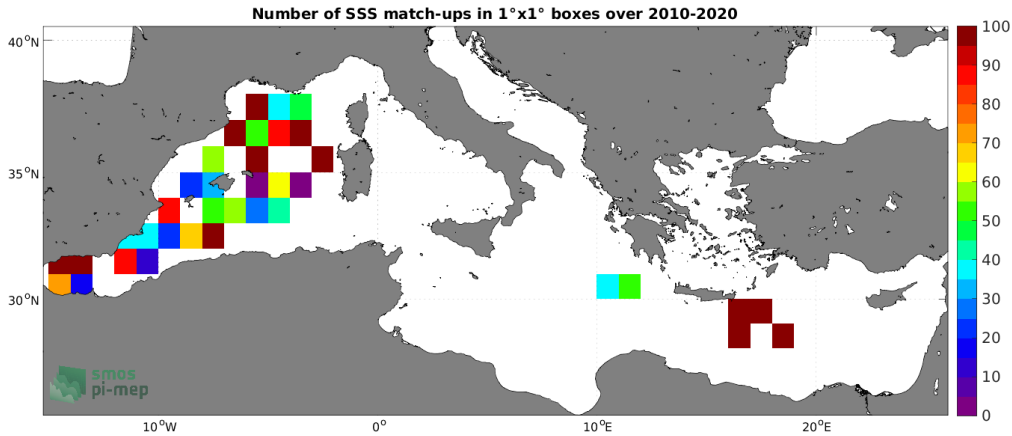 Number of SSS match-ups in 1°x1° boxes over 2010-2020
40°N
35°N
30°N
10°W
0°
10°E
20°E
100
90
80
70
60
50
40
30
20
10
0
smos
pi-mep